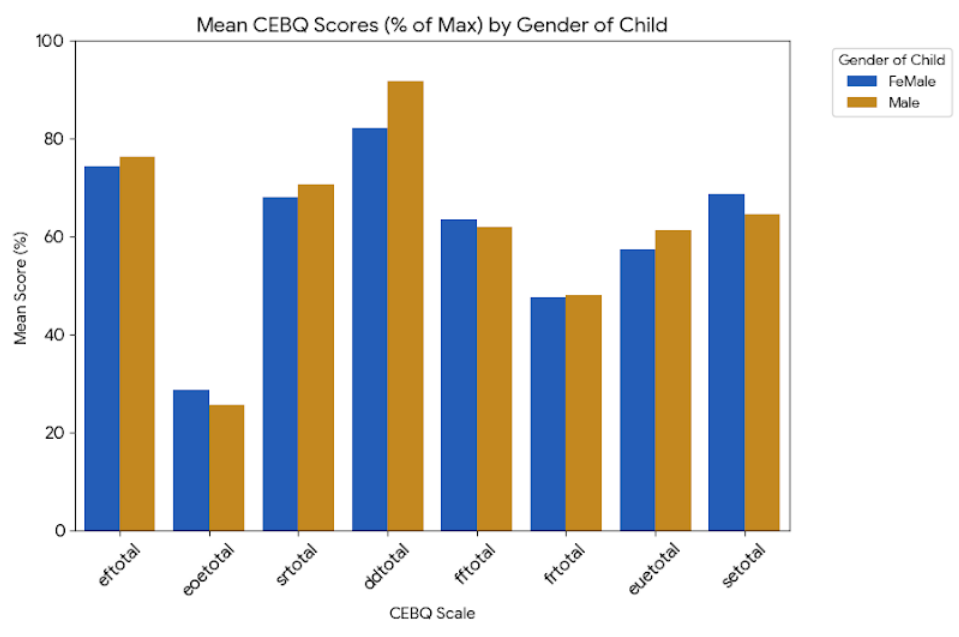 Mean CEBQ Scores (% of Max) by Gender of Child
Gender of Child
FeMale
Male
Mean Score (%)
100
80
60
40
20
0
eftotal
eoetotal
srtotal
ddtotal
fftotal
frtotal
euetotal
setotal
CEBQ Scale